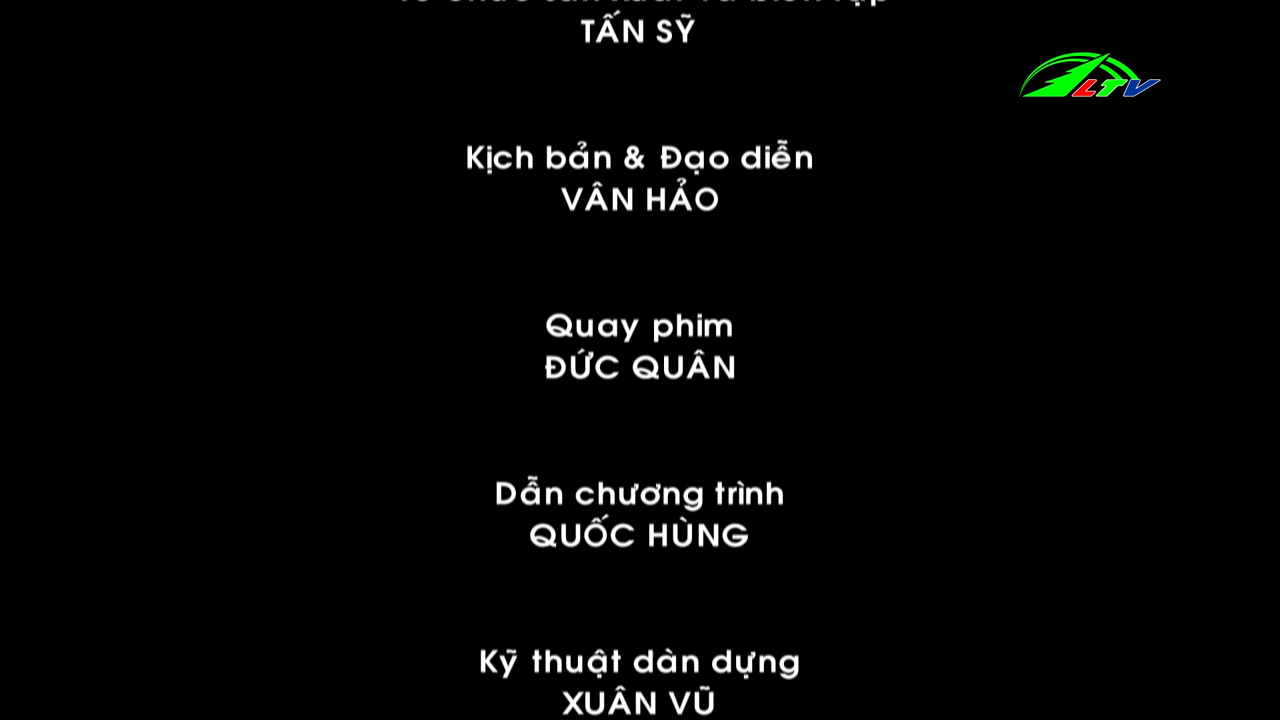 TẤN SỸ
LTV
Kịch bản & Đạo diễn
VÂN HẢO
Quay phim
ĐỨC QUÂN
Dẫn chương trình
QUỐC HÙNG
Kỹ thuật dàn dựng
XUÂN VŨ